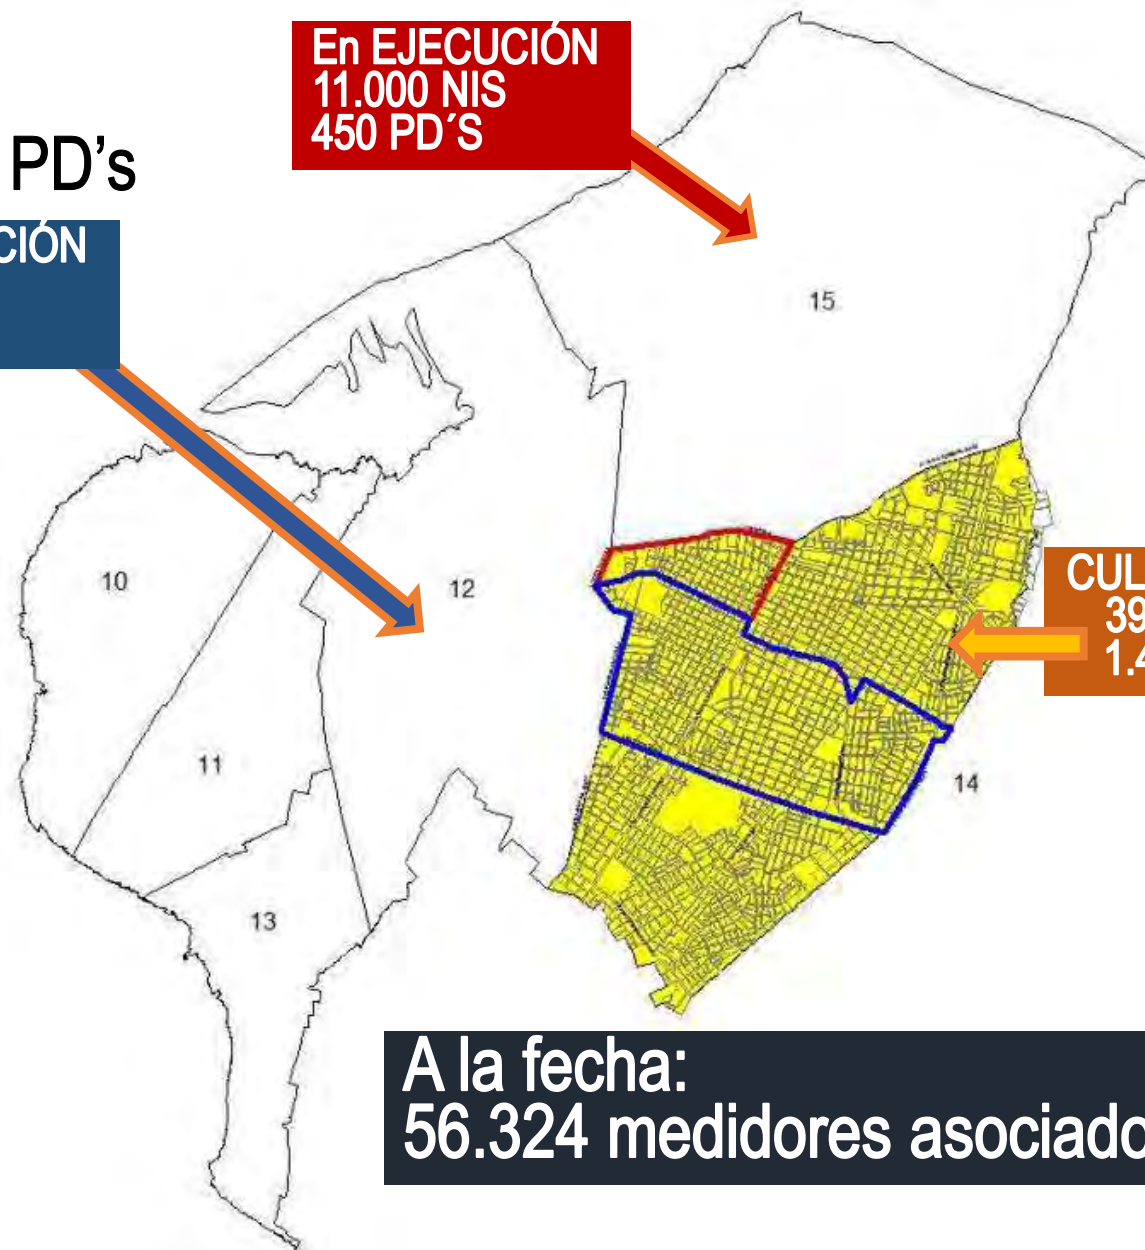 En EJECUCIÓN
11.000 NIS
450 PD´S
PD’s
CIÓN
15
10
12
CUL
39
1.4
11
14
13
A la fecha:
56.324 medidores asociado